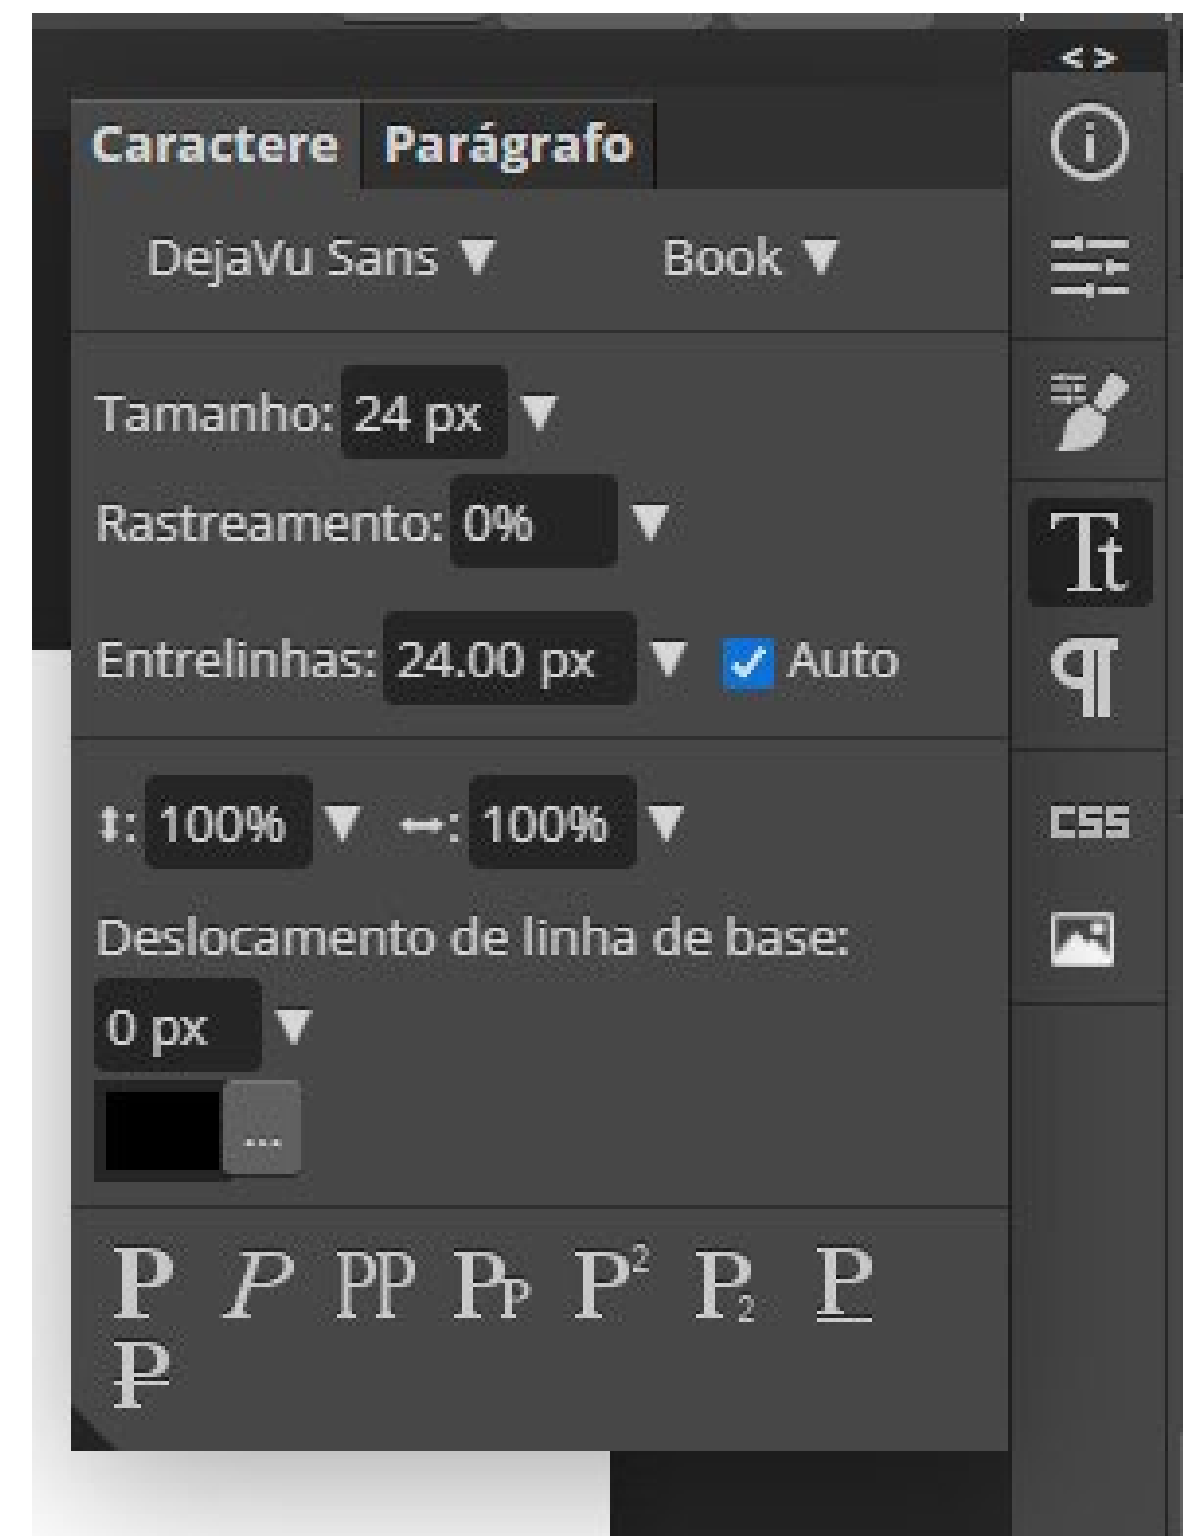 < >
Caractere Parágrafo
DejaVu Sans ▼ Book ▼
Tamanho: 24 px ▼
Rastreamento: 0% ▼
Entrelinhas: 24.00 px ▼ Auto
↕: 100% ▼ ↔: 100% ▼
Deslocamento de linha de base:
0 px ▼
...
P P PP PP P² P₂ P
P
Tt
¶
CSS